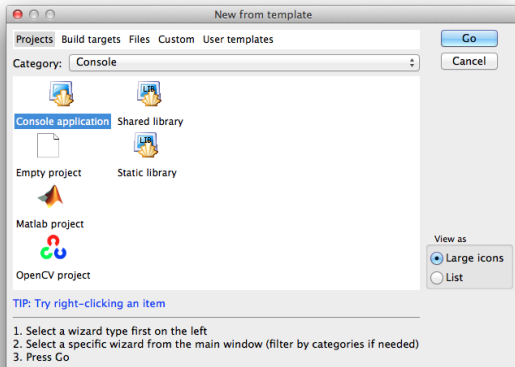 New from template
Projects Build targets Files Custom User templates
Go
Category: Console
Cancel
LIB
Console application Shared library
LIB
Empty project Static library
Matlab project
OpenCV project
View as
Large icons
List
TIP: Try right-clicking an item
1. Select a wizard type first on the left
2. Select a specific wizard from the main window (filter by categories if needed)
3. Press Go